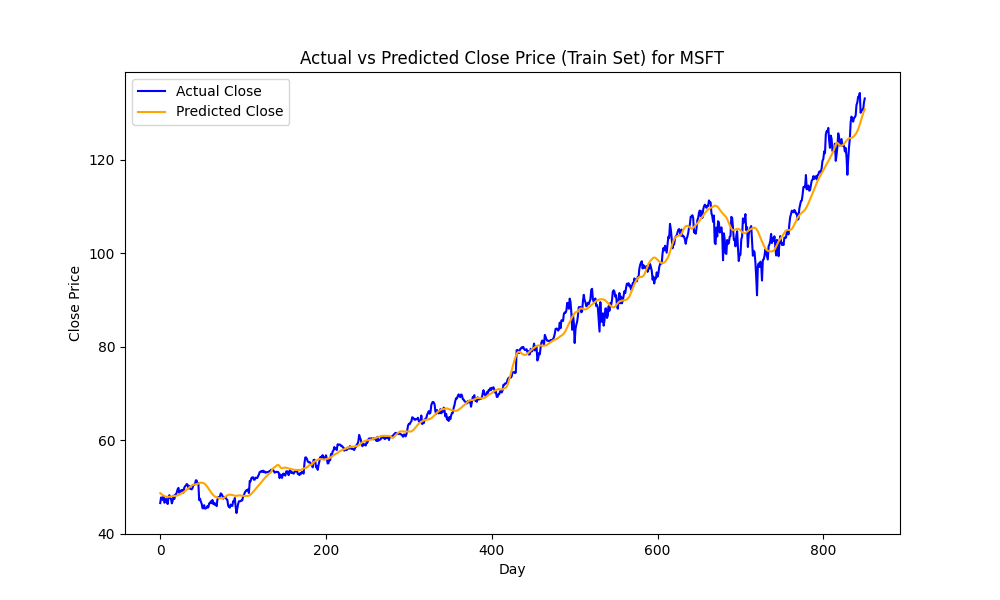 Actual vs Predicted Close Price (Train Set) for MSFT
Actual Close
Predicted Close
Close Price
120
100
80
60
40
0
200
400
600
800
Day